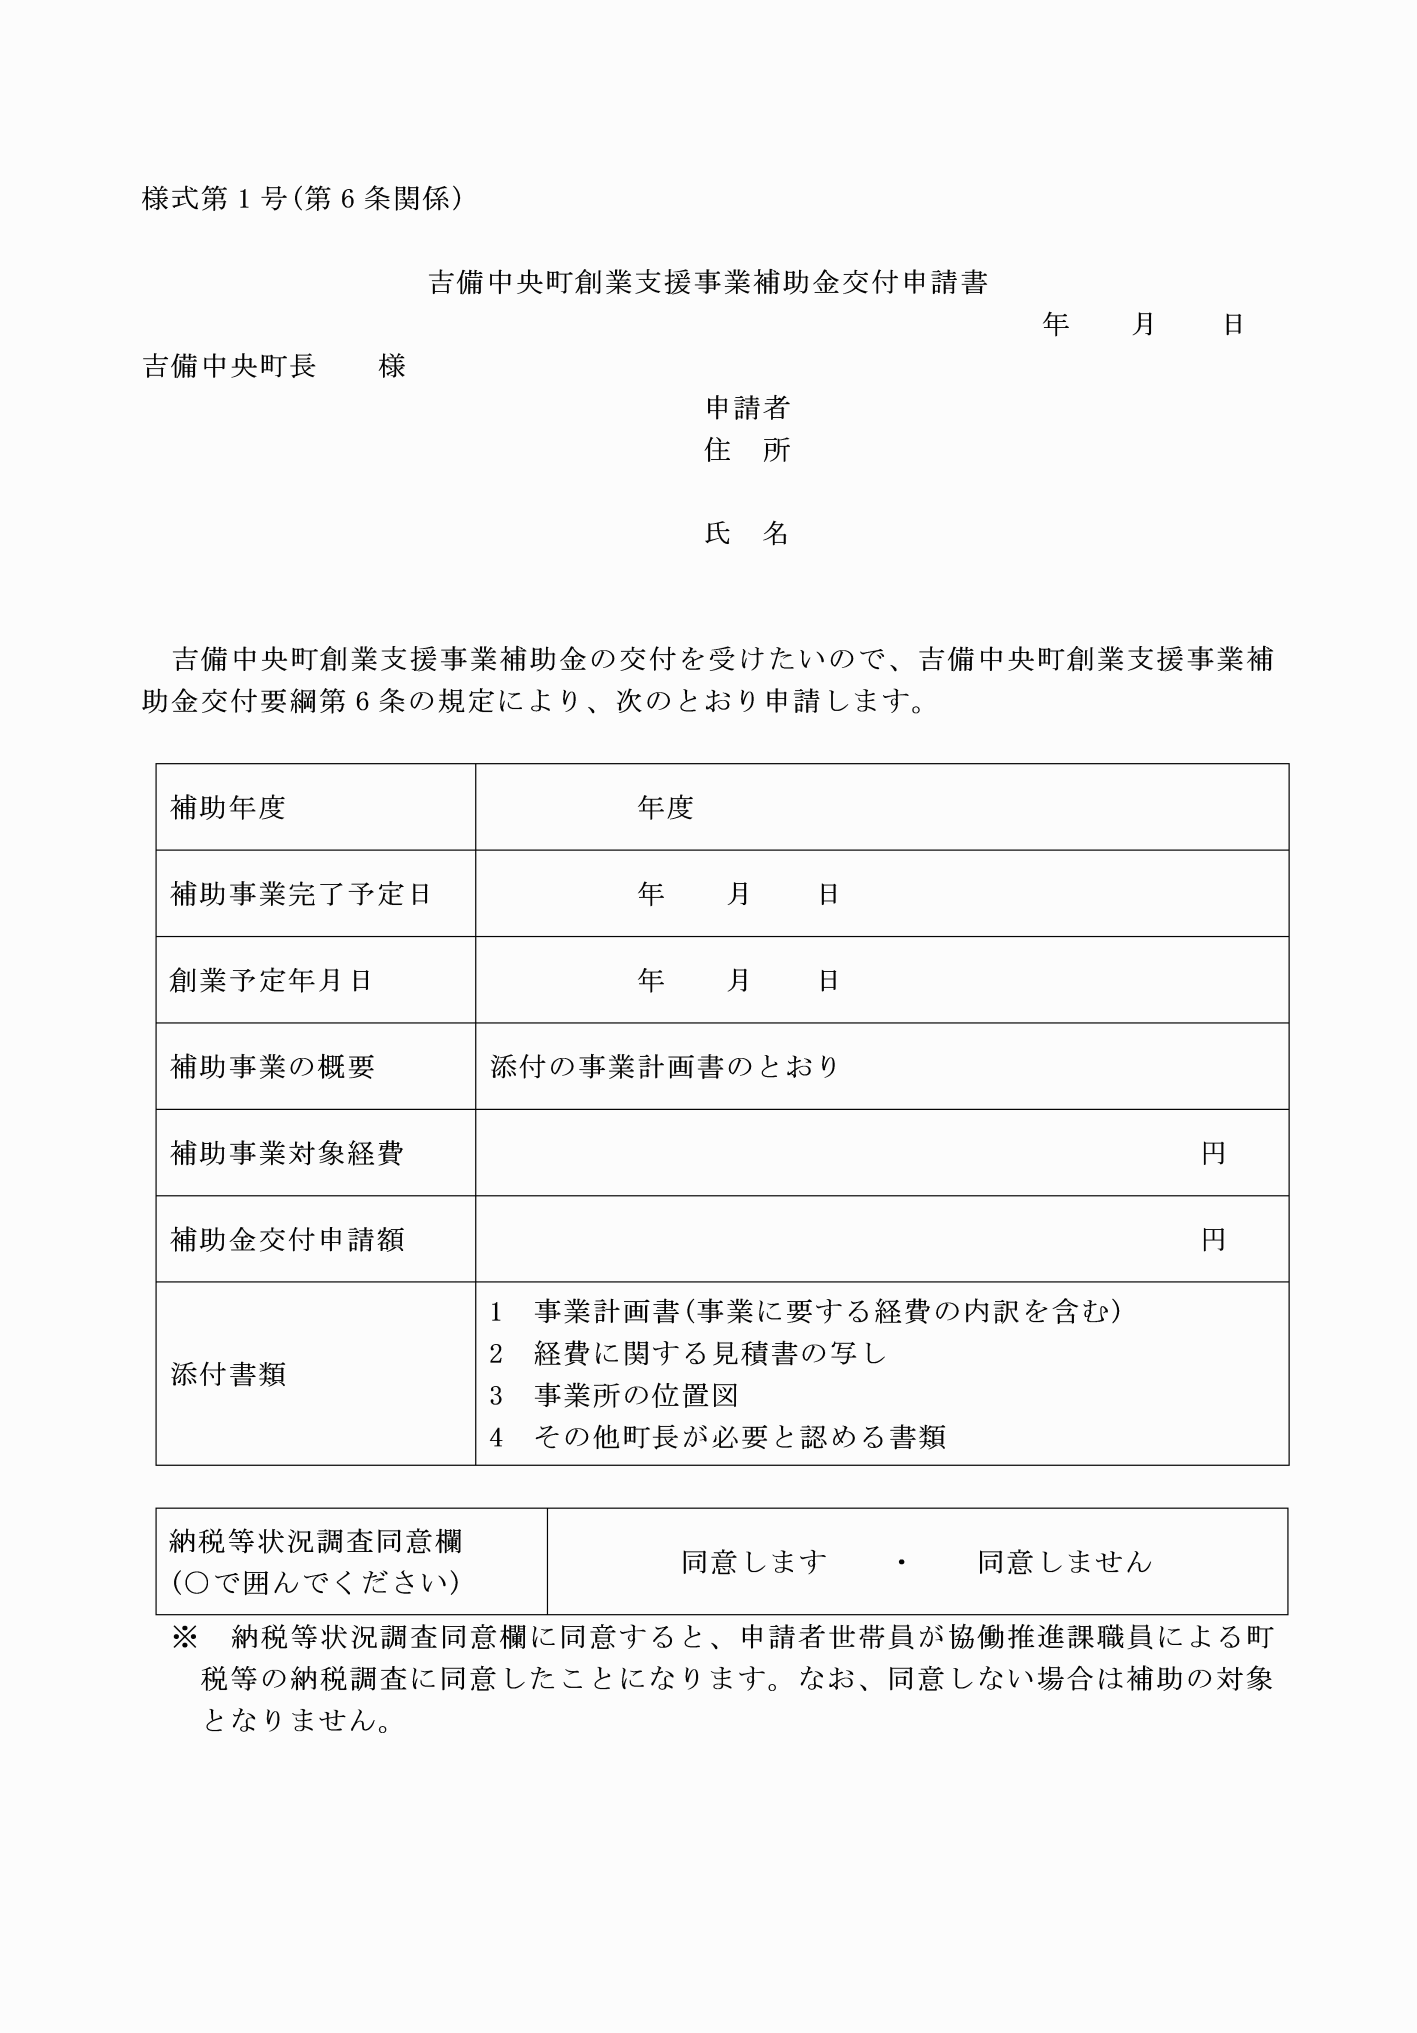 様式第1号(第6条関係)
吉備中央町創業支援事業補助金交付申請書
年　　月　　日
吉備中央町長　　様
申請者
住　所
氏　名
吉備中央町創業支援事業補助金の交付を受けたいので、吉備中央町創業支援事業補
助金交付要綱第6条の規定により、次のとおり申請します。
補助年度　　年度
補助事業完了予定日　　年　　月　　日
創業予定年月日　　年　　月　　日
補助事業の概要　添付の事業計画書のとおり
補助事業対象経費　　円
補助金交付申請額　　円
添付書類
1　事業計画書(事業に要する経費の内訳を含む)
2　経費に関する見積書の写し
3　事業所の位置図
4　その他町長が必要と認める書類
納税等状況調査同意欄
(○で囲んでください)
同意します　　・　　同意しません
※　納税等状況調査同意欄に同意すると、申請者世帯員が協働推進課職員による町
税等の納税調査に同意したことになります。なお、同意しない場合は補助の対象
となりません。